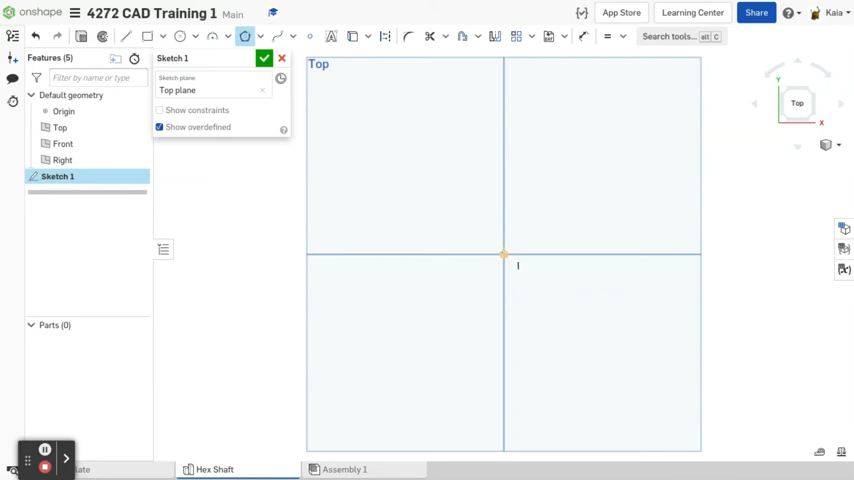 onshape
4272 CAD Training 1 Main
App Store
Learning Center
Share
Kaia
Search tools... alt C
Features (5)
Filter by name or type
Default geometry
Origin
Top
Front
Right
Sketch 1
Sketch 1
Sketch plane
Top plane
Show constraints
Show overdefined
Top
Y
Top
X
Parts (0)
late
Hex Shaft
Assembly 1